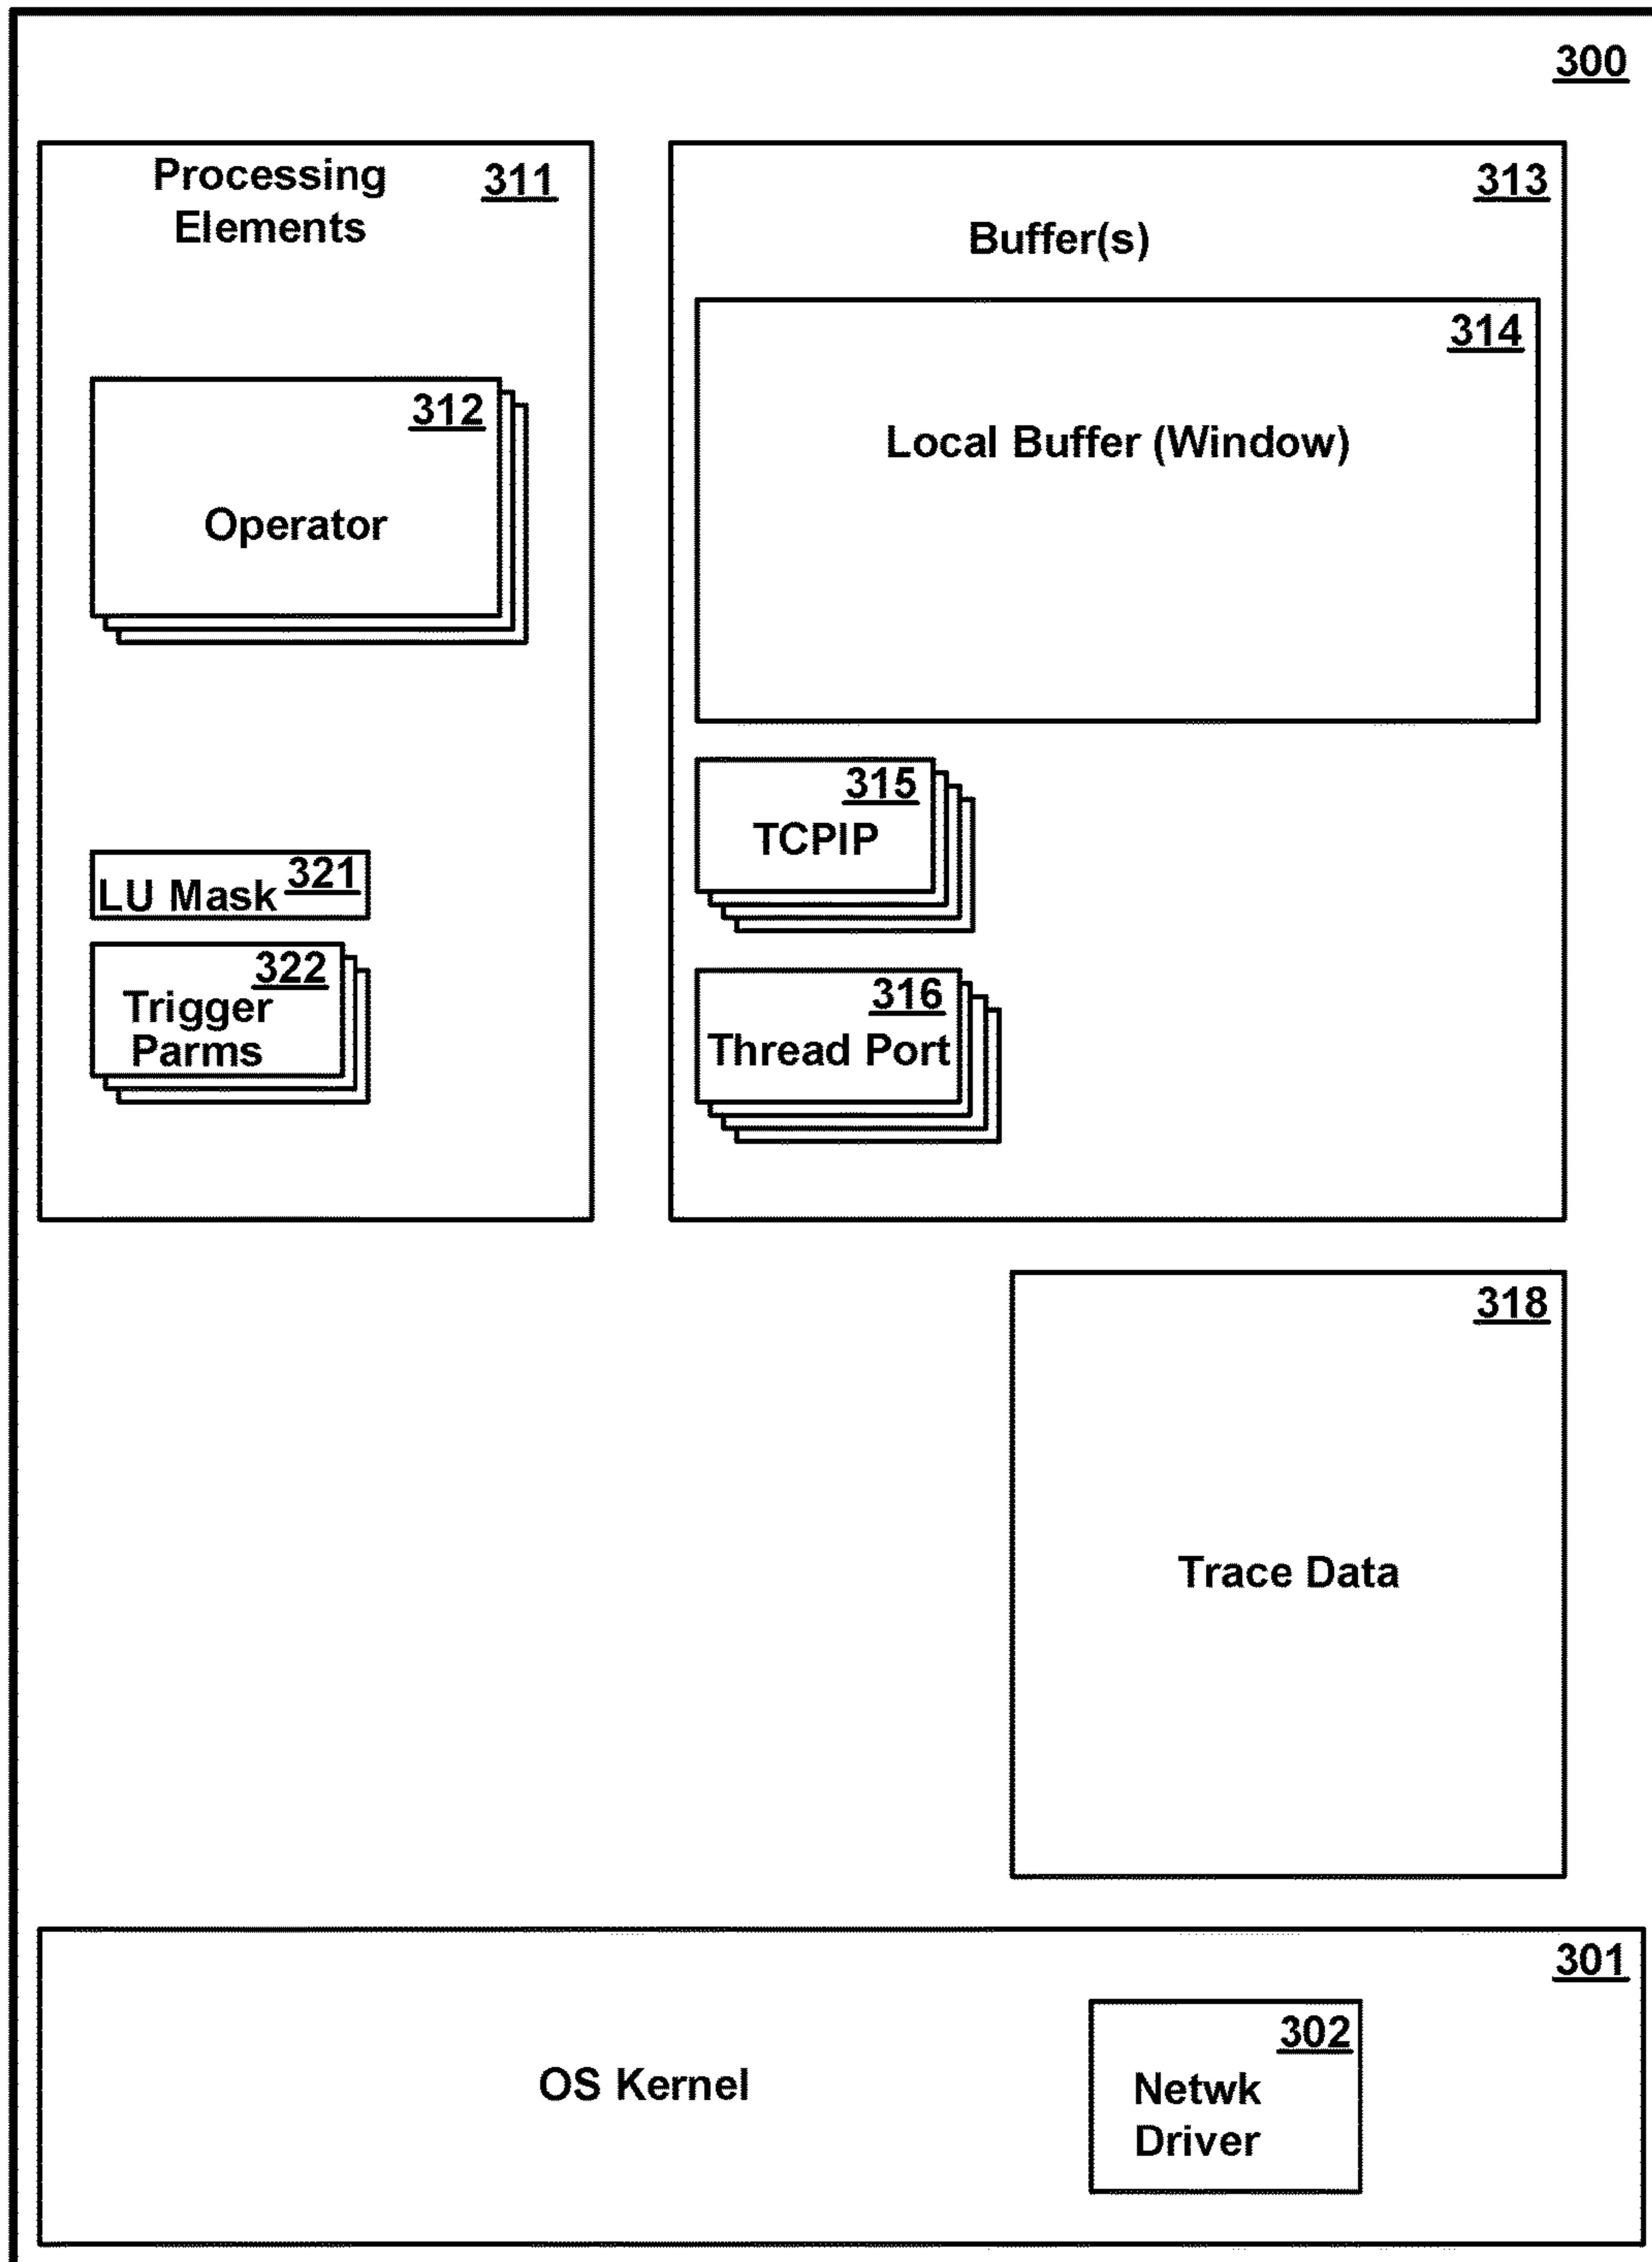 300
Processing
Elements
311
312
Operator
LU Mask
321
322
Trigger
Parms
313
Buffer(s)
314
Local Buffer (Window)
315
TCPIP
316
Thread Port
318
Trace Data
301
OS Kernel
302
Netwk
Driver